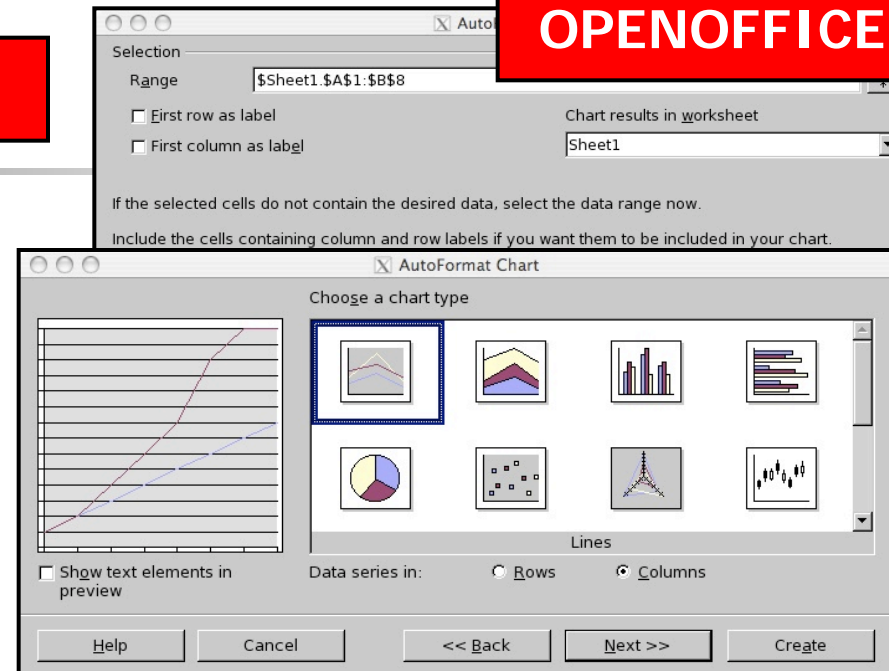 OPENOFFICE
Selection
Range $Sheet1.$A$1:$B$8
First row as label Chart results in worksheet
First column as label Sheet1
If the selected cells do not contain the desired data, select the data range now.
Include the cells containing column and row labels if you want them to be included in your chart.
AutoFormat Chart
Choose a chart type
Lines
Show text elements in preview
Data series in: Rows Columns
Help Cancel << Back Next >> Create